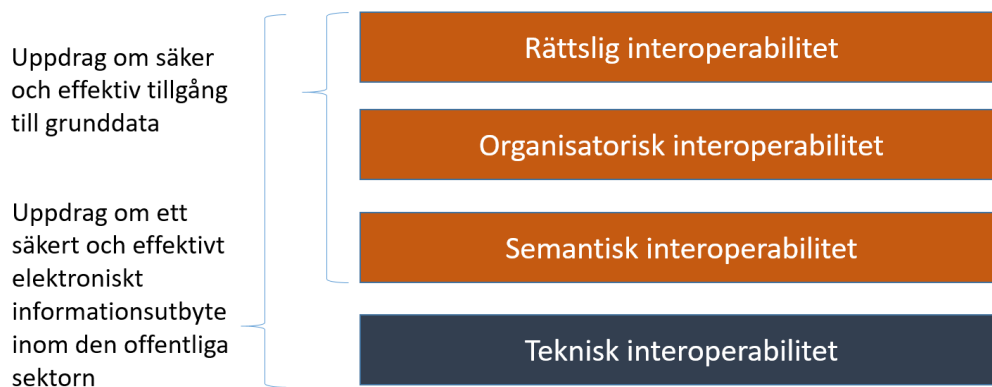 Uppdrag om säker
och effektiv tillgång
till grunddata
Uppdrag om ett
säkert och effektivt
elektroniskt
informationsutbyte
inom den offentliga
sektorn
Rättslig interoperabilitet
Organisatorisk interoperabilitet
Semantisk interoperabilitet
Teknisk interoperabilitet